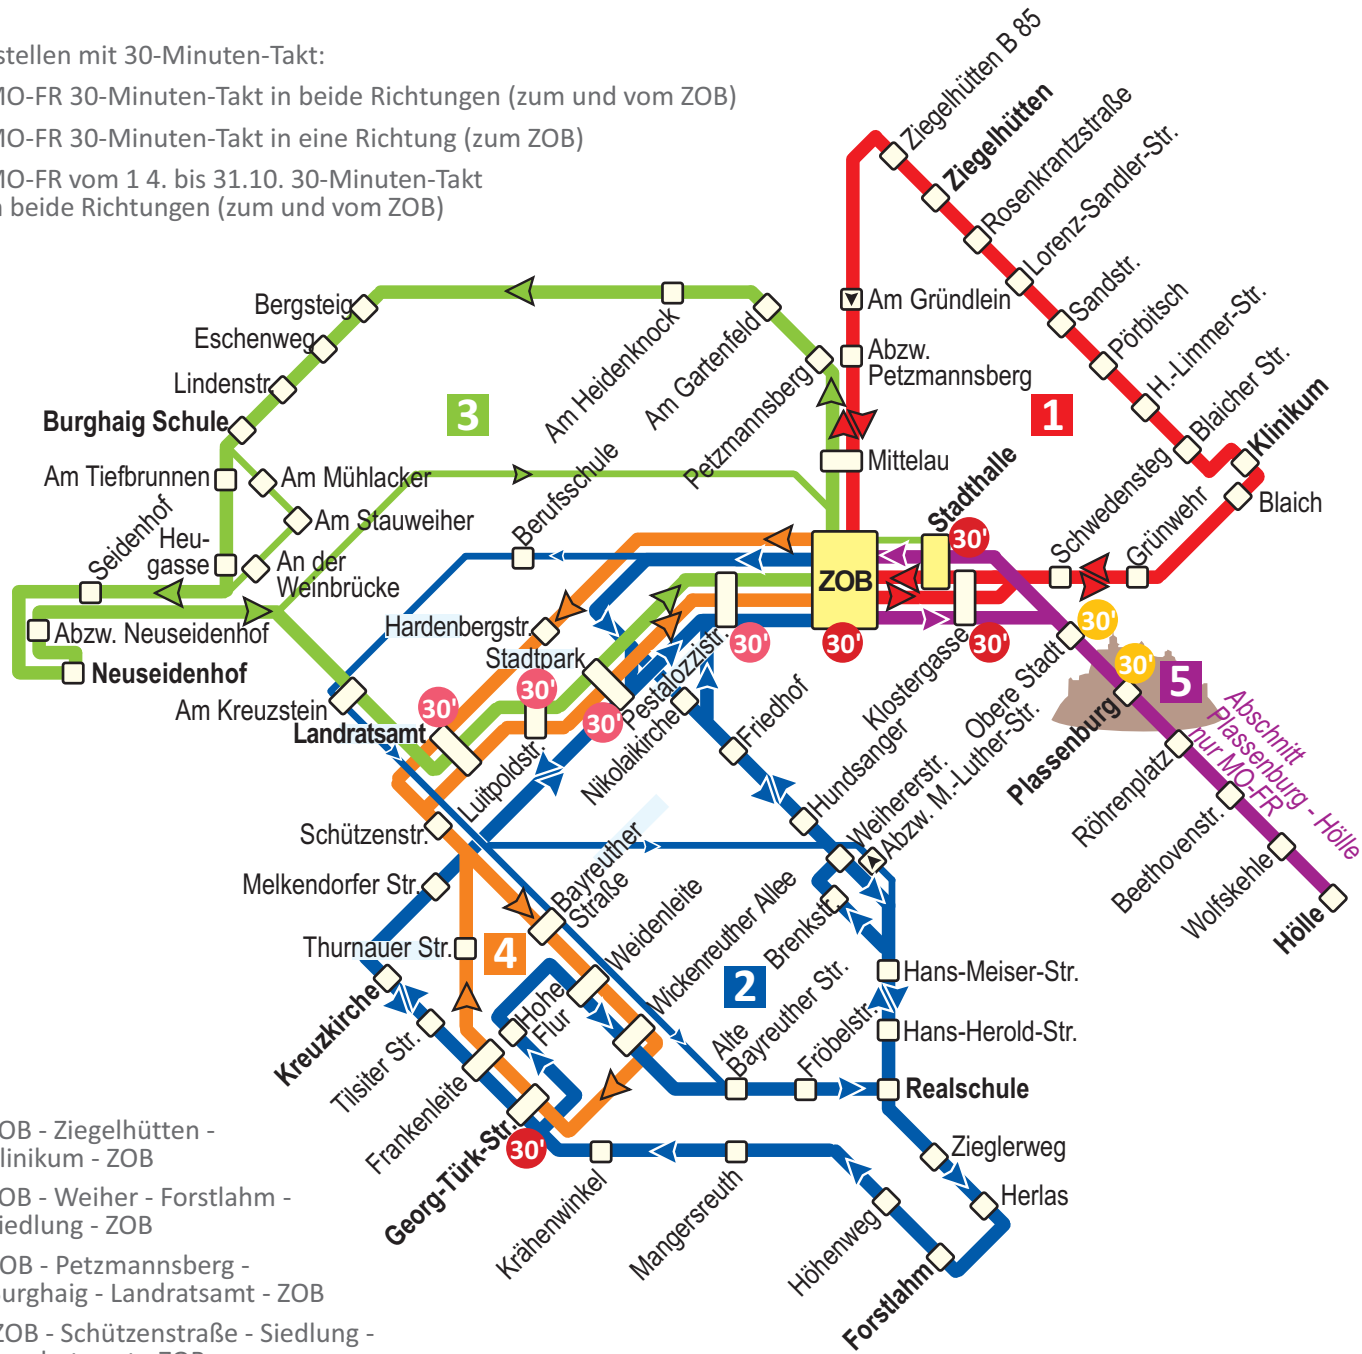 stellen mit 30-Minuten-Takt:
MO-FR 30-Minuten-Takt in beide Richtungen (zum und vom ZOB)
MO-FR 30-Minuten-Takt in eine Richtung (zum ZOB)
MO-FR vom 1 4. bis 31.10. 30-Minuten-Takt
n beide Richtungen (zum und vom ZOB)
Ziegelhütten B 85
Ziegelhütten
Rosenkrantzstraße
Lorenz-Sandler-Str.
Sandstr.
Pörbitsch
H.-Limmer-Str.
Blaicher Str.
Klinikum
Blaich
Grünwehr
Schwedensteg
Am Gründlein
Abzw.
Petzmannsberg
Mittelau
1
Stadthalle
30'
ZOB
30'
Klostergasse
30'
Bergsteig
Eschenweg
Lindenstr.
Burghaig Schule
Am Heidenknock
Am Gartenfeld
Petzmannsberg
3
Am Tiefbrunnen
Am Mühlacker
Am Stauweiher
Seidenhof
Heu-
gasse
An der
Weinbrücke
Abzw. Neuseidenhof
Neuseidenhof
Berufsschule
Hardenbergstr.
Stadtpark
30'
30'
30'
30'
Pestalozzistr.
Am Kreuzstein
Landratsamt
Luitpoldstr.
Nikolaikirche
Friedhof
Hundsanger
Weihererstr.
Abzw. M.-Luther-Str.
Obere Stadt
30'
30'
5
Plassenburg
Abschnitt
Plassenburg - Hölle
nur MO-FR
Röhrenplatz
Beethovenstr.
Wolfskehle
Hölle
Schützenstr.
Melkendorfer Str.
Bayreuther
Straße
Weidenleite
Wickenreuther Allee
Brenkstr.
Thurnauer Str.
4
2
Hohe
Flur
Kreuzkirche
Tilsiter Str.
Frankenleite
Georg-Türk-Str.
30'
Alte
Bayreuther Str.
Fröbelstr.
Hans-Meiser-Str.
Hans-Herold-Str.
Realschule
Zieglerweg
Herlas
Krähenwinkel
Mangersreuth
Höhenweg
Forstlahm
OB - Ziegelhütten -
linikum - ZOB
OB - Weiher - Forstlahm -
iedlung - ZOB
OB - Petzmannsberg -
urghaig - Landratsamt - ZOB
ZOB - Schützenstraße - Siedlung -